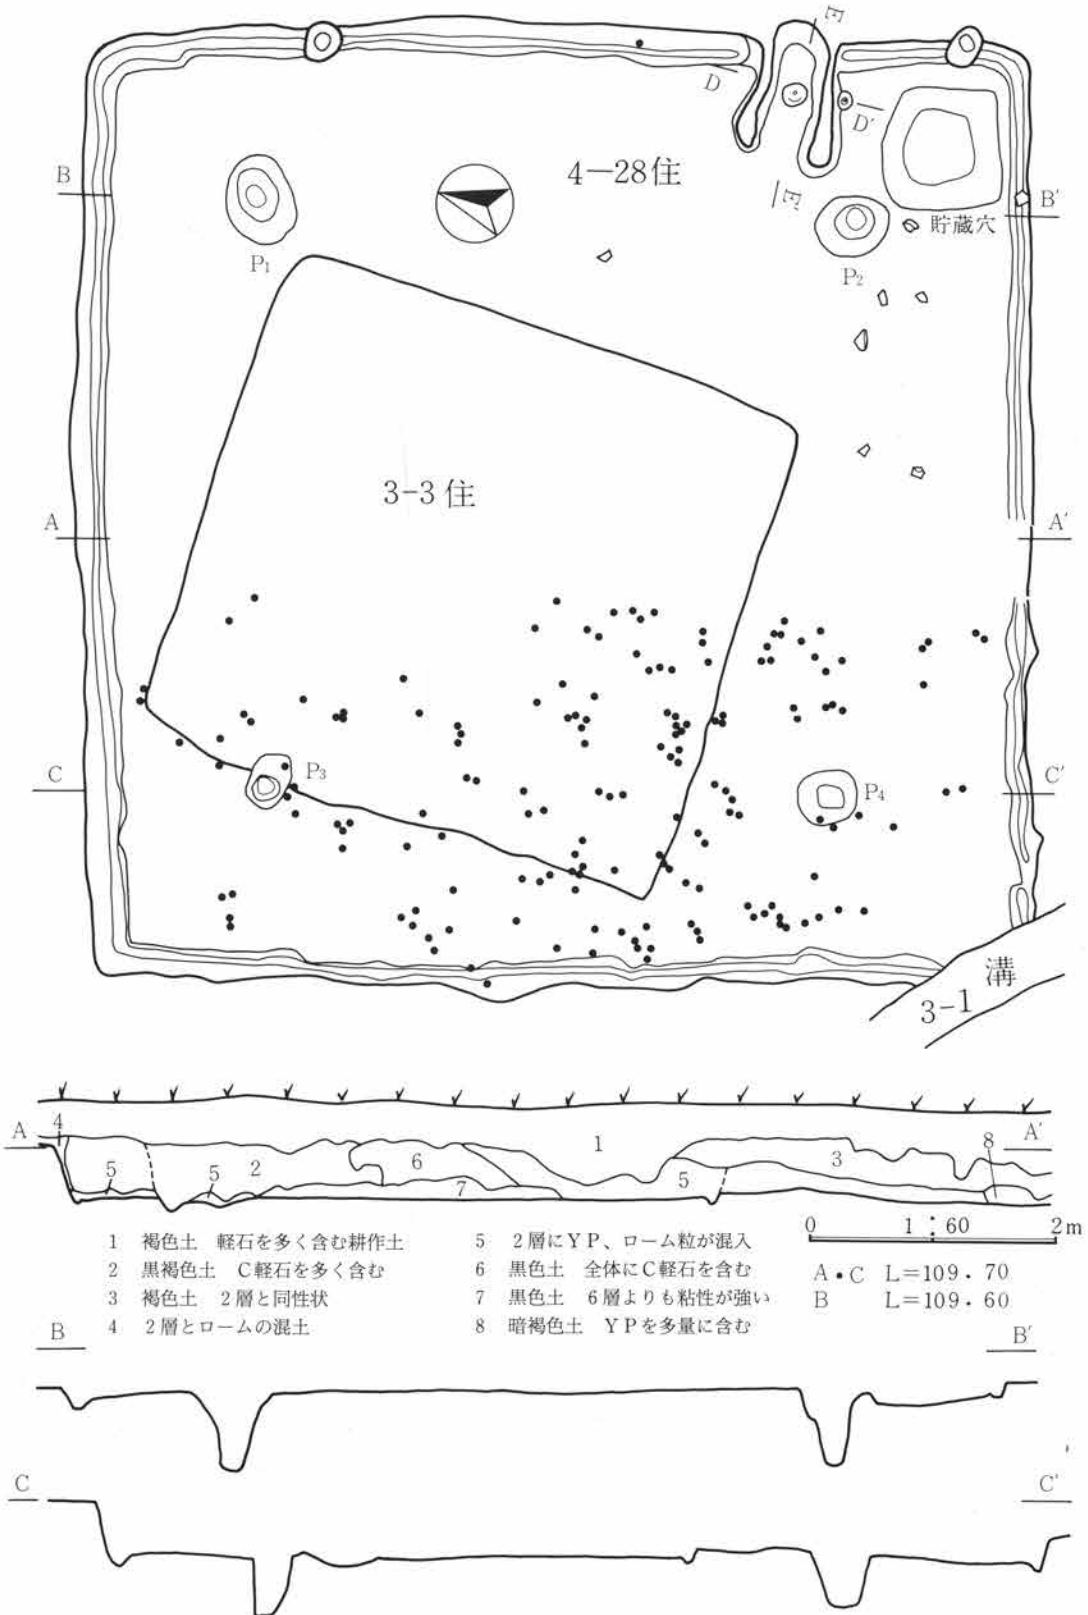 E
D
D′
E′
4—28住
B
B′
貯蔵穴
P1
P2
3-3住
A
A′
C
P3
P4
C′
溝
3-1
A
4
5
5
2
6
7
1
5
3
8
A′
0 1:60 2m
1 褐色土 軽石を多く含む耕作土
2 黒褐色土 C軽石を多く含む
3 褐色土 2層と同性状
4 2層とロームの混土
5 2層にYP、ローム粒が混入
6 黒色土 全体にC軽石を含む
7 黒色土 6層よりも粘性が強い
8 暗褐色土 YPを多量に含む
A・C L=109.70
B L=109.60
B
B′
C
C′